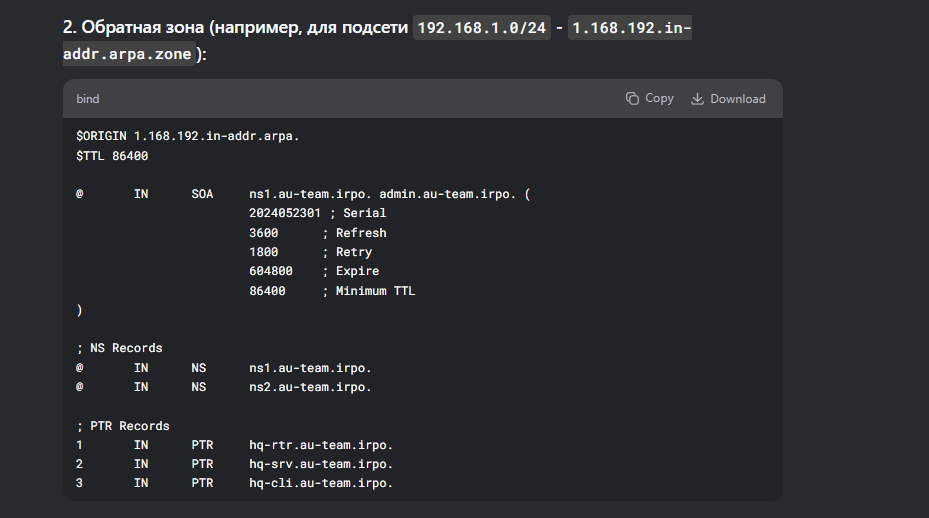 2. Обратная зона (например, для подсети 192.168.1.0/24 - 1.168.192.in-
addr.arpa.zone ):
bind Copy Download
$ORIGIN 1.168.192.in-addr.arpa.
$TTL 86400
@ IN SOA ns1.au-team.irpo. admin.au-team.irpo. (
2024052301 ; Serial
3600 ; Refresh
1800 ; Retry
604800 ; Expire
86400 ; Minimum TTL
)
; NS Records
@ IN NS ns1.au-team.irpo.
@ IN NS ns2.au-team.irpo.
; PTR Records
1 IN PTR hq-rtr.au-team.irpo.
2 IN PTR hq-srv.au-team.irpo.
3 IN PTR hq-cli.au-team.irpo.